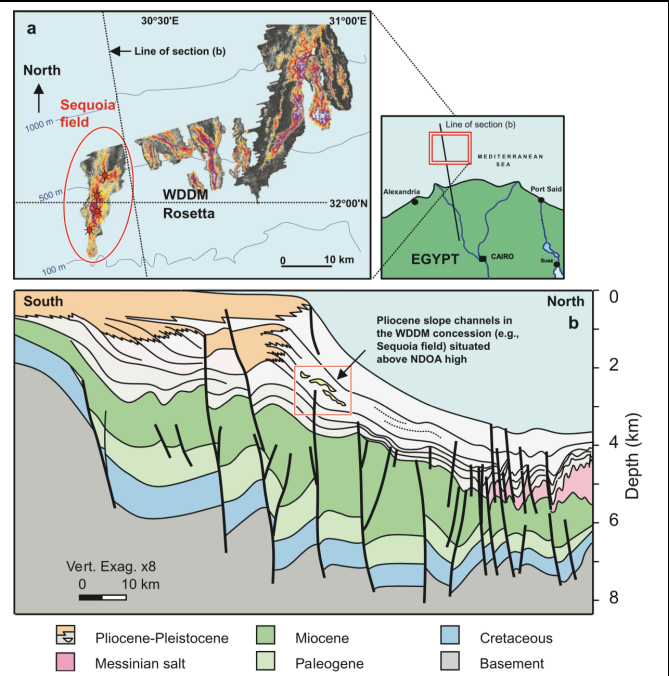 a
30°30'E
31°00'E
Line of section (b)
North
Sequoia
field
1000 m
500 m
WDDM
Rosetta
32°00'N
100 m
0 10 km
Line of section (b)
MEDITERRANEAN
SEA
Alexandria
Port Said
EGYPT
CAIRO
Suez
South
North
b
Pliocene slope channels in
the WDDM concession (e.g.,
Sequoia field) situated
above NDOA high
0
2
4
6
8
Depth (km)
Vert. Exag. x8
0 10 km
Pliocene-Pleistocene
Miocene
Cretaceous
Messinian salt
Paleogene
Basement